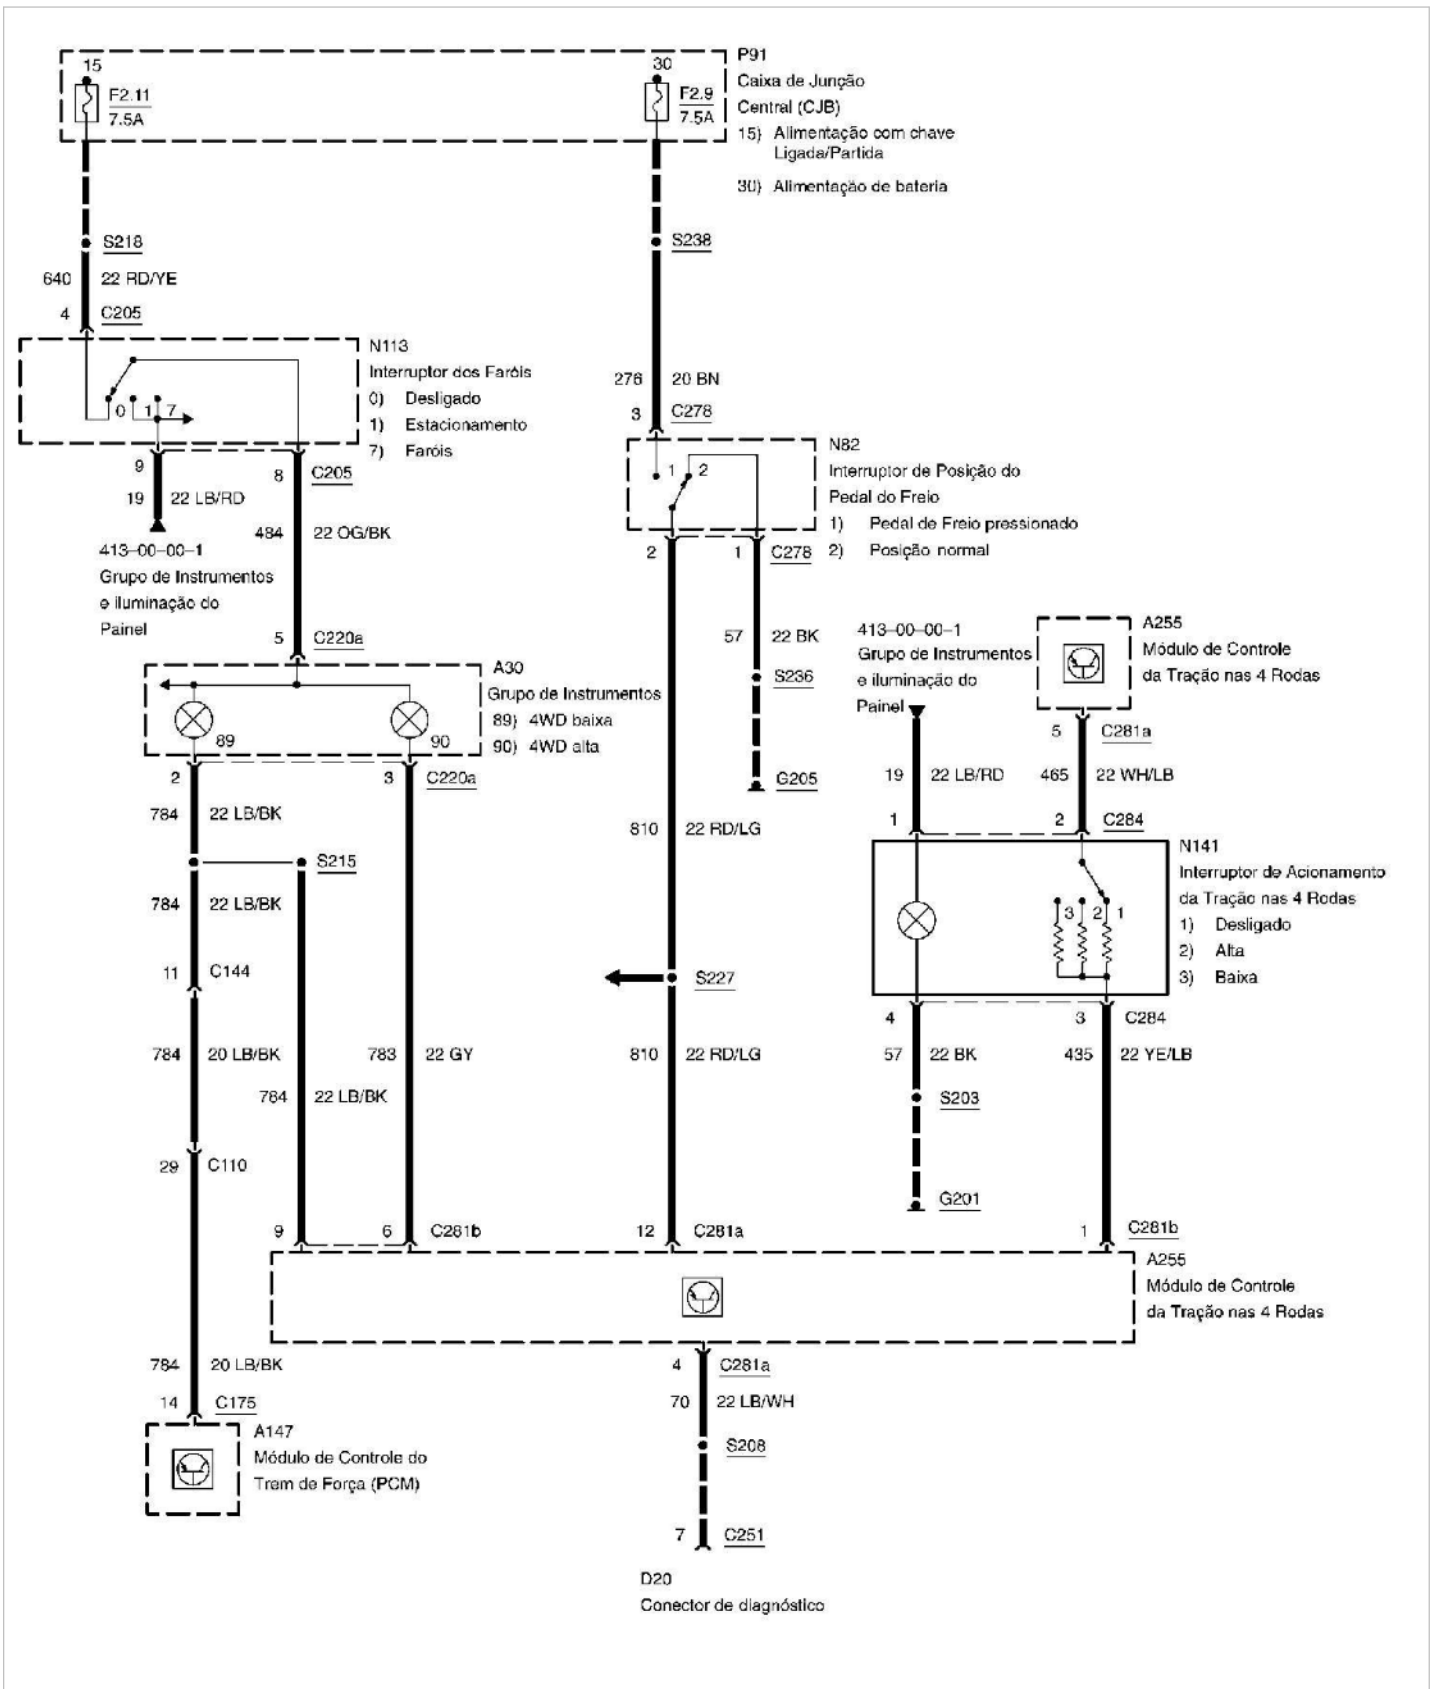 P91
Caixa de Junção
Central (CJB)
15) Alimentação com chave
Ligada/Partida
30) Alimentação de bateria
15
F2.11
7.5A
30
F2.9
7.5A
S218
640 22 RD/YE
4 C205
S238
276 20 BN
3 C278
N113
Interruptor dos Faróis
0) Desligado
1) Estacionamento
7) Faróis
0 1 7
9
8 C205
19 22 LB/RD
484 22 OG/BK
413-00-00-1
Grupo de Instrumentos
e iluminação do
Painel
N82
Interruptor de Posição do
Pedal do Freio
1) Pedal de Freio pressionado
2) Posição normal
1 2
2
1 C278
57 22 BK
S236
G205
5 C220a
A30
Grupo de Instrumentos
89) 4WD baixa
90) 4WD alta
89
90
2
3 C220a
784 22 LB/BK
S215
784 22 LB/BK
11 C144
784 20 LB/BK
783 22 GY
784 22 LB/BK
29 C110
810 22 RD/LG
S227
810 22 RD/LG
413-00-00-1
Grupo de Instrumentos
e iluminação do
Painel
A255
Módulo de Controle
da Tração nas 4 Rodas
5 C281a
19 22 LB/RD
465 22 WH/LB
1
2 C284
N141
Interruptor de Acionamento
da Tração nas 4 Rodas
1) Desligado
2) Alta
3) Baixa
3 2 1
4
3 C284
57 22 BK
435 22 YE/LB
S203
G201
9
6 C281b
12 C281a
1 C281b
A255
Módulo de Controle
da Tração nas 4 Rodas
784 20 LB/BK
14 C175
A147
Módulo de Controle do
Trem de Força (PCM)
4 C281a
70 22 LB/WH
S208
7 C251
D20
Conector de diagnóstico